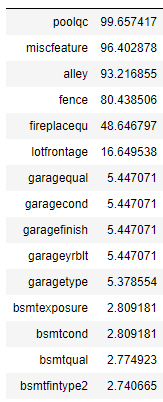 poolqc 99.657417
miscfeature 96.402878
alley 93.216855
fence 80.438506
fireplacequ 48.646797
lotfrontage 16.649538
garagequal 5.447071
garagecond 5.447071
garagefinish 5.447071
garageyrblt 5.447071
garagetype 5.378554
bsmtexposure 2.809181
bsmtcond 2.809181
bsmtqual 2.774923
bsmtfintype2 2.740665